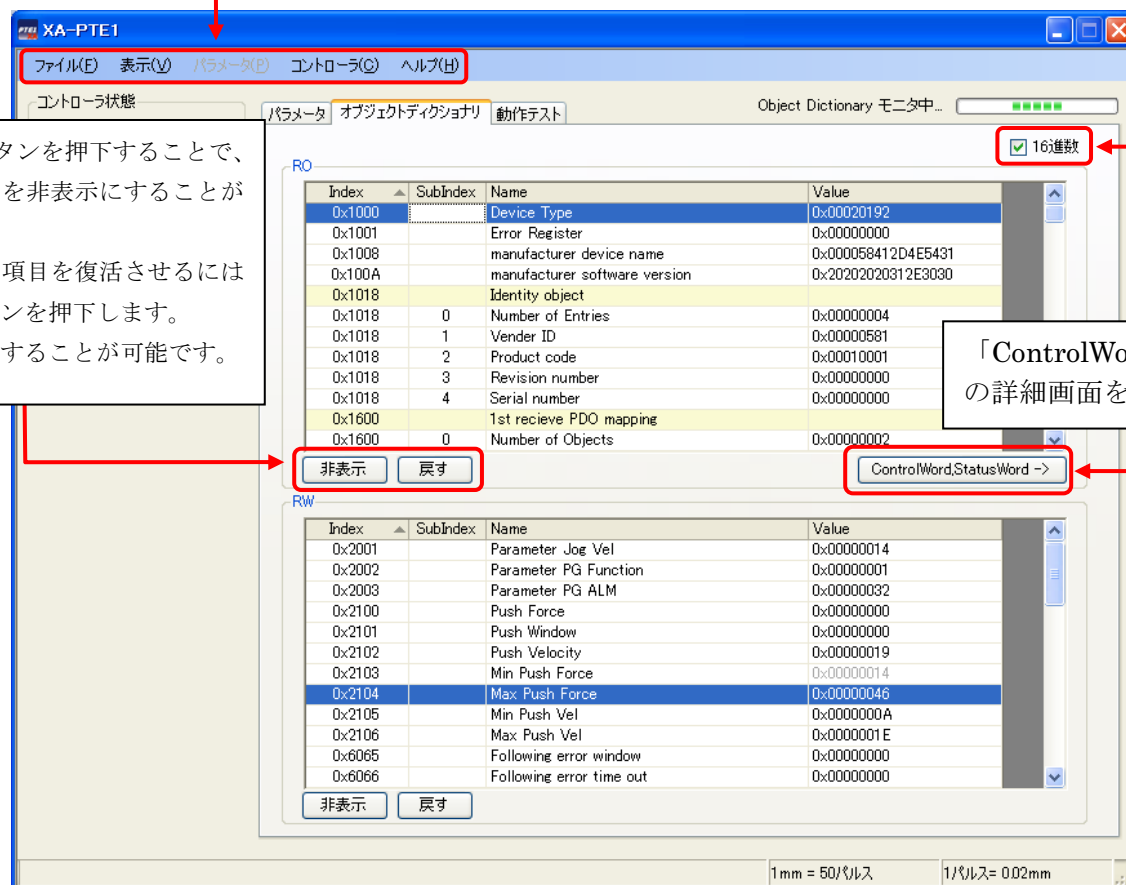 XA-PTE1
ファイル(F) 表示(V) パラメータ(P) コントローラ(C) ヘルプ(H)
コントローラ状態
パラメータ オブジェクトディクショナリ 動作テスト
Object Dictionary モニタ中...
タンを押下することで、
を非表示にすることが
項目を復活させるには
ンを押下します。
することが可能です。
16進数
RO
Index SubIndex Name Value
0x1000 Device Type 0x00020192
0x1001 Error Register 0x00000000
0x1008 manufacturer device name 0x000058412D4E5431
0x100A manufacturer software version 0x20202020312E3030
0x1018 Identity object
0x1018 0 Number of Entries 0x00000004
0x1018 1 Vender ID 0x00000581
0x1018 2 Product code 0x00010001
0x1018 3 Revision number 0x00000000
0x1018 4 Serial number 0x00000000
0x1600 1st recieve PDO mapping
0x1600 0 Number of Objects 0x00000002
「ControlWo
の詳細画面を
非表示 戻す ControlWord,StatusWord ->
RW
Index SubIndex Name Value
0x2001 Parameter Jog Vel 0x00000014
0x2002 Parameter PG Function 0x00000001
0x2003 Parameter PG ALM 0x00000032
0x2100 Push Force 0x00000000
0x2101 Push Window 0x00000000
0x2102 Push Velocity 0x00000019
0x2103 Min Push Force 0x00000014
0x2104 Max Push Force 0x00000046
0x2105 Min Push Vel 0x0000000A
0x2106 Max Push Vel 0x0000001E
0x6065 Following error window 0x00000000
0x6066 Following error time out 0x00000000
非表示 戻す
1mm = 50パルス 1パルス= 0.02mm